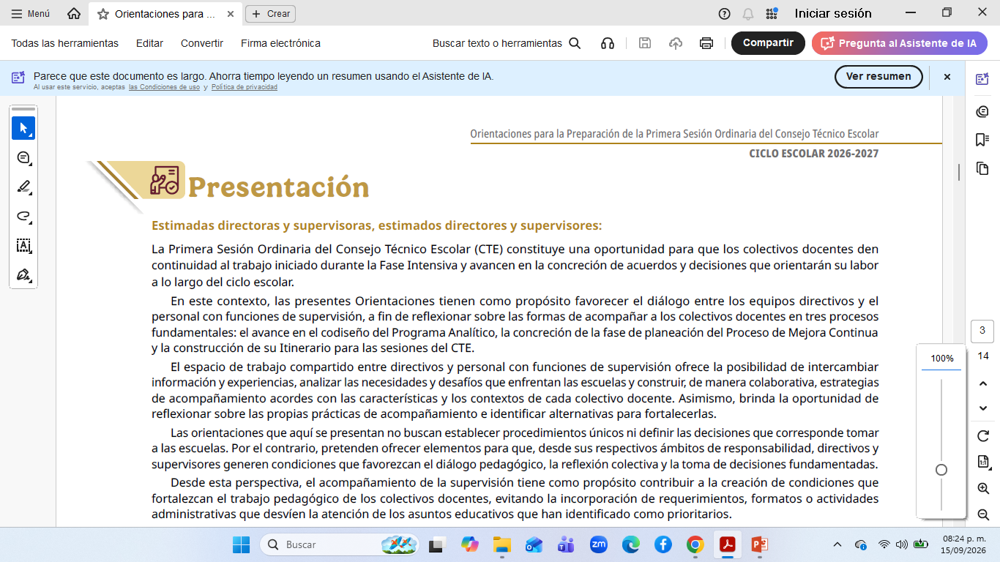 Menú
Orientaciones para ...
Crear
Iniciar sesión
Todas las herramientas
Editar
Convertir
Firma electrónica
Buscar texto o herramientas
Compartir
Pregunta al Asistente de IA
Parece que este documento es largo. Ahorra tiempo leyendo un resumen usando el Asistente de IA.
Al usar este servicio, aceptas las Condiciones de uso y Política de privacidad
Ver resumen
Orientaciones para la Preparación de la Primera Sesión Ordinaria del Consejo Técnico Escolar
CICLO ESCOLAR 2026-2027
Presentación
Estimadas directoras y supervisoras, estimados directores y supervisores:
La Primera Sesión Ordinaria del Consejo Técnico Escolar (CTE) constituye una oportunidad para que los colectivos docentes den
continuidad al trabajo iniciado durante la Fase Intensiva y avancen en la concreción de acuerdos y decisiones que orientarán su labor
a lo largo del ciclo escolar.
En este contexto, las presentes Orientaciones tienen como propósito favorecer el diálogo entre los equipos directivos y el
personal con funciones de supervisión, a fin de reflexionar sobre las formas de acompañar a los colectivos docentes en tres procesos
fundamentales: el avance en el codiseño del Programa Analítico, la concreción de la fase de planeación del Proceso de Mejora Continua
y la construcción de su Itinerario para las sesiones del CTE.
El espacio de trabajo compartido entre directivos y personal con funciones de supervisión ofrece la posibilidad de intercambiar
información y experiencias, analizar las necesidades y desafíos que enfrentan las escuelas y construir, de manera colaborativa, estrategias
de acompañamiento acordes con las características y los contextos de cada colectivo docente. Asimismo, brinda la oportunidad de
reflexionar sobre las propias prácticas de acompañamiento e identificar alternativas para fortalecerlas.
Las orientaciones que aquí se presentan no buscan establecer procedimientos únicos ni definir las decisiones que corresponde tomar
a las escuelas. Por el contrario, pretenden ofrecer elementos para que, desde sus respectivos ámbitos de responsabilidad, directivos y
supervisores generen condiciones que favorezcan el diálogo pedagógico, la reflexión colectiva y la toma de decisiones fundamentadas.
Desde esta perspectiva, el acompañamiento de la supervisión tiene como propósito contribuir a la creación de condiciones que
fortalezcan el trabajo pedagógico de los colectivos docentes, evitando la incorporación de requerimientos, formatos o actividades
administrativas que desvíen la atención de los asuntos educativos que han identificado como prioritarios.
3
14
100%
1:1
Buscar
zm
08:24 p. m.
15/09/2026